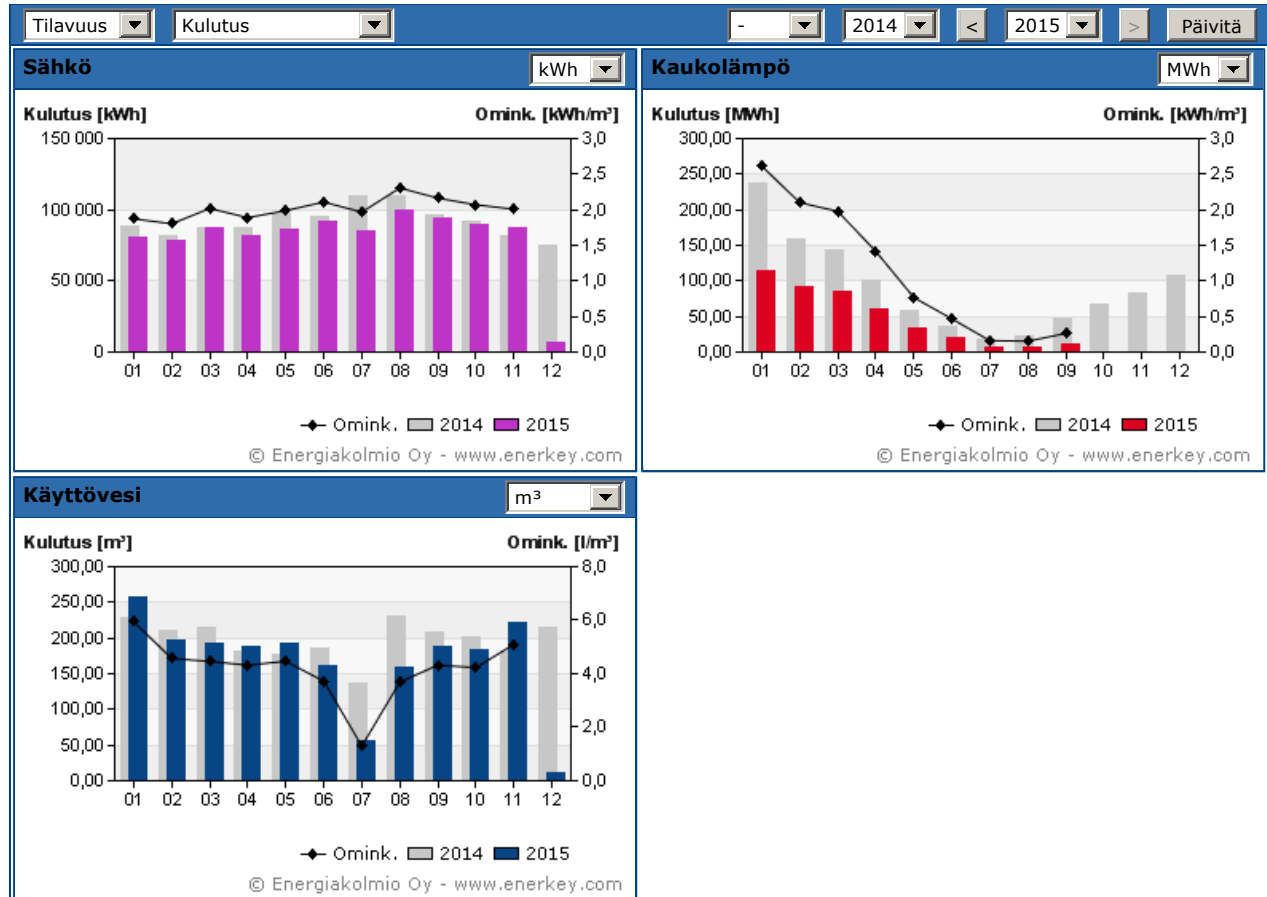 Tilavuus Kulutus - 2014 < 2015 > Päivitä
Sähkö kWh
Kulutus [kWh] Omink. [kWh/m³]
150 000 3,0
2,5
100 000 2,0
1,5
50 000 1,0
0,5
0 0,0
01 02 03 04 05 06 07 08 09 10 11 12
Omink. 2014 2015
© Energiakolmio Oy - www.enerkey.com
Kaukolämpö MWh
Kulutus [MWh] Omink. [kWh/m³]
300,00 3,0
250,00 2,5
200,00 2,0
150,00 1,5
100,00 1,0
50,00 0,5
0,00 0,0
01 02 03 04 05 06 07 08 09 10 11 12
Omink. 2014 2015
© Energiakolmio Oy - www.enerkey.com
Käyttövesi m³
Kulutus [m³] Omink. [l/m³]
300,00 8,0
250,00
200,00 6,0
150,00 4,0
100,00
50,00 2,0
0,00 0,0
01 02 03 04 05 06 07 08 09 10 11 12
Omink. 2014 2015
© Energiakolmio Oy - www.enerkey.com